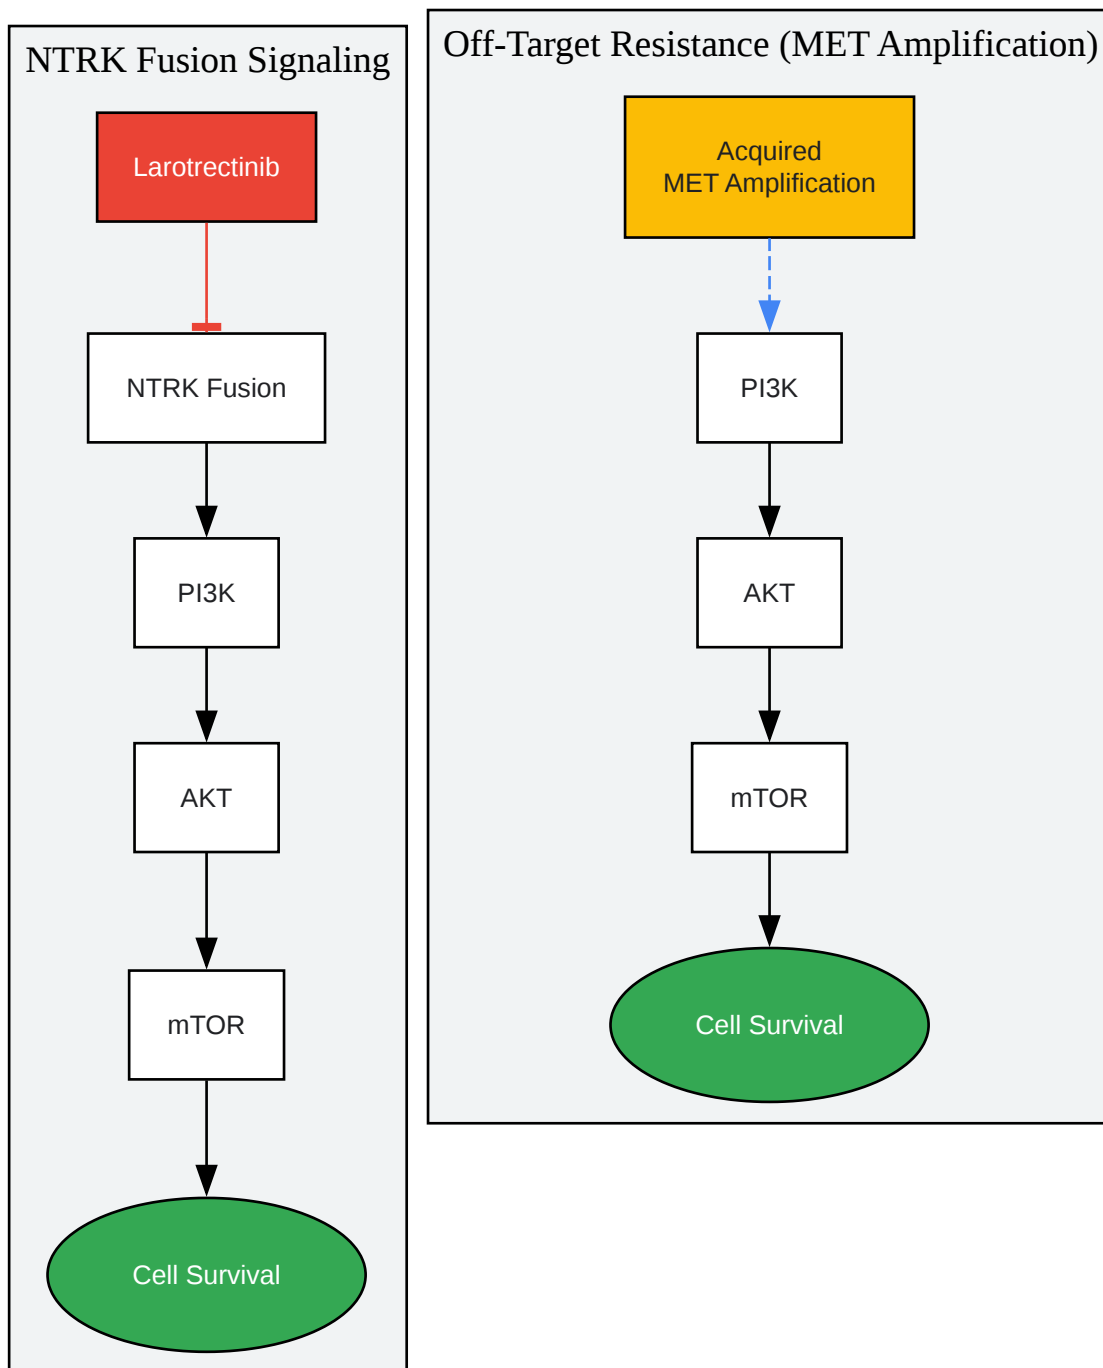 NTRK Fusion Signaling
Larotrectinib
NTRK Fusion
PI3K
AKT
mTOR
Cell Survival
Off-Target Resistance (MET Amplification)
Acquired
MET Amplification
PI3K
AKT
mTOR
Cell Survival